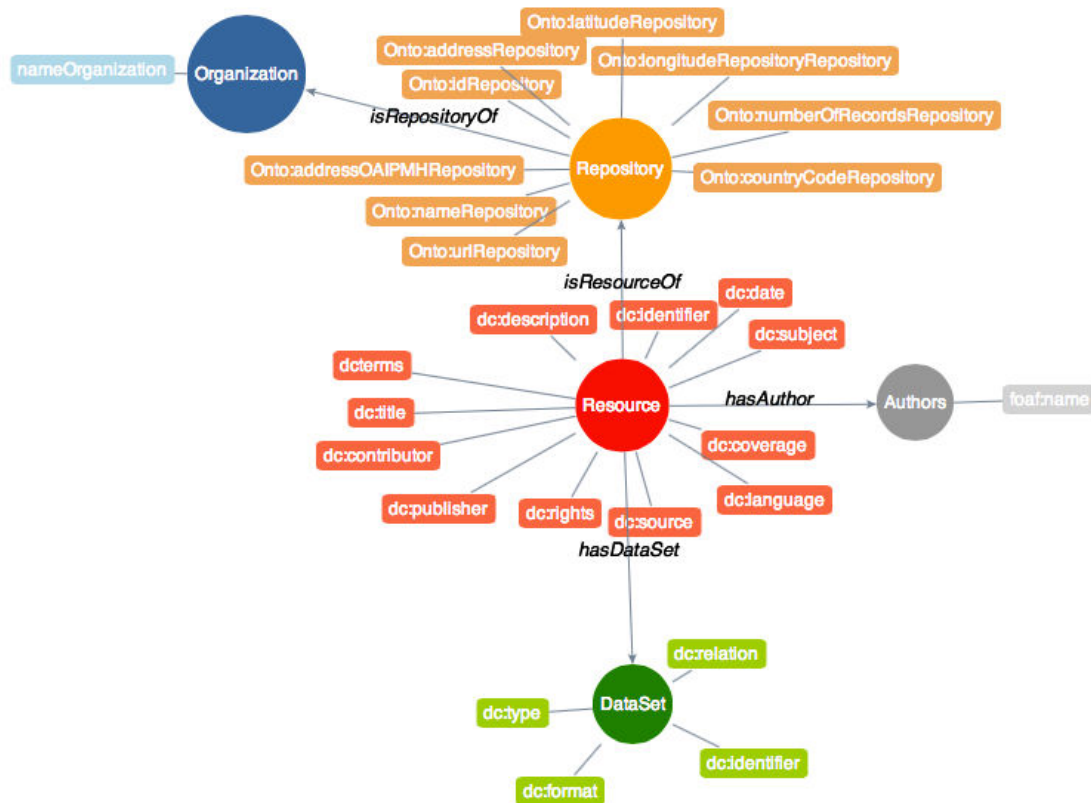 Onto:latitudeRepository
Onto:addressRepository
Onto:longitudeRepositoryRepository
nameOrganization
Organization
Onto:idRepository
isRepositoryOf
Onto:numberOfRecordsRepository
Onto:addressOAIPMHRepository
Repository
Onto:countryCodeRepository
Onto:nameRepository
Onto:urlRepository
isResourceOf
dc:date
dc:description
dc:identifier
dc:subject
dcterms
dc:title
Resource
hasAuthor
Authors
foaf:name
dc:contributor
dc:coverage
dc:publisher
dc:rights
dc:source
dc:language
hasDataSet
dc:relation
dc:type
DataSet
dc:format
dc:identifier